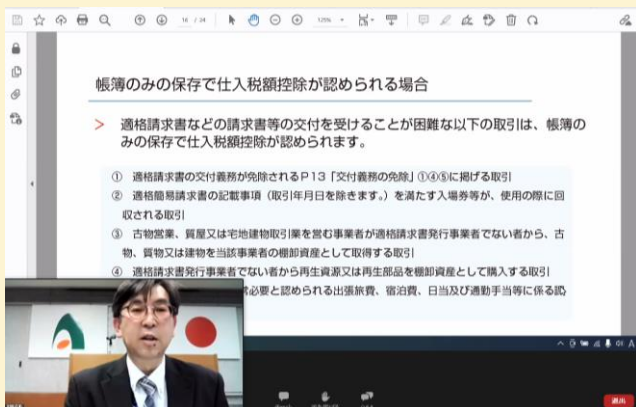 16 / 24
125%
帳簿のみの保存で仕入税額控除が認められる場合
> 適格請求書などの請求書等の交付を受けることが困難な以下の取引は、帳簿の
みの保存で仕入税額控除が認められます。
① 適格請求書の交付義務が免除されるP13「交付義務の免除」①④⑤に掲げる取引
② 適格簡易請求書の記載事項（取引年月日を除きます。）を満たす入場券等が、使用の際に回
収される取引
③ 古物営業、質屋又は宅地建物取引業を営む事業者が適格請求書発行事業者でない者から、古
物、質物又は建物を当該事業者の棚卸資産として取得する取引
④ 適格請求書発行事業者でない者から再生資源又は再生部品を棚卸資産として購入する取引
必要と認められる出張旅費、宿泊費、日当及び通勤手当等に係る課
A
退出